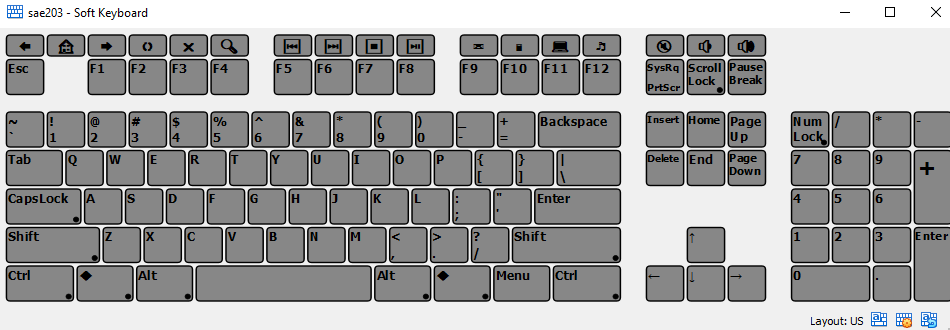 sae203 - Soft Keyboard
Esc F1 F2 F3 F4 F5 F6 F7 F8 F9 F10 F11 F12 SysRq PrtScr Scroll Lock Pause Break
~ ` ! 1 @ 2 # 3 $ 4 % 5 ^ 6 & 7 * 8 ( 9 ) 0 _ - + = Backspace Insert Home Page Up Num Lock / * -
Tab Q W E R T Y U I O P { [ } ] | \ Delete End Page Down 7 8 9 +
CapsLock A S D F G H J K L : ; " ' Enter 4 5 6
Shift Z X C V B N M < , > . ? / Shift ↑ 1 2 3 Enter
Ctrl ◆ Alt Alt ◆ Menu Ctrl ← ↓ → 0 .
Layout: US